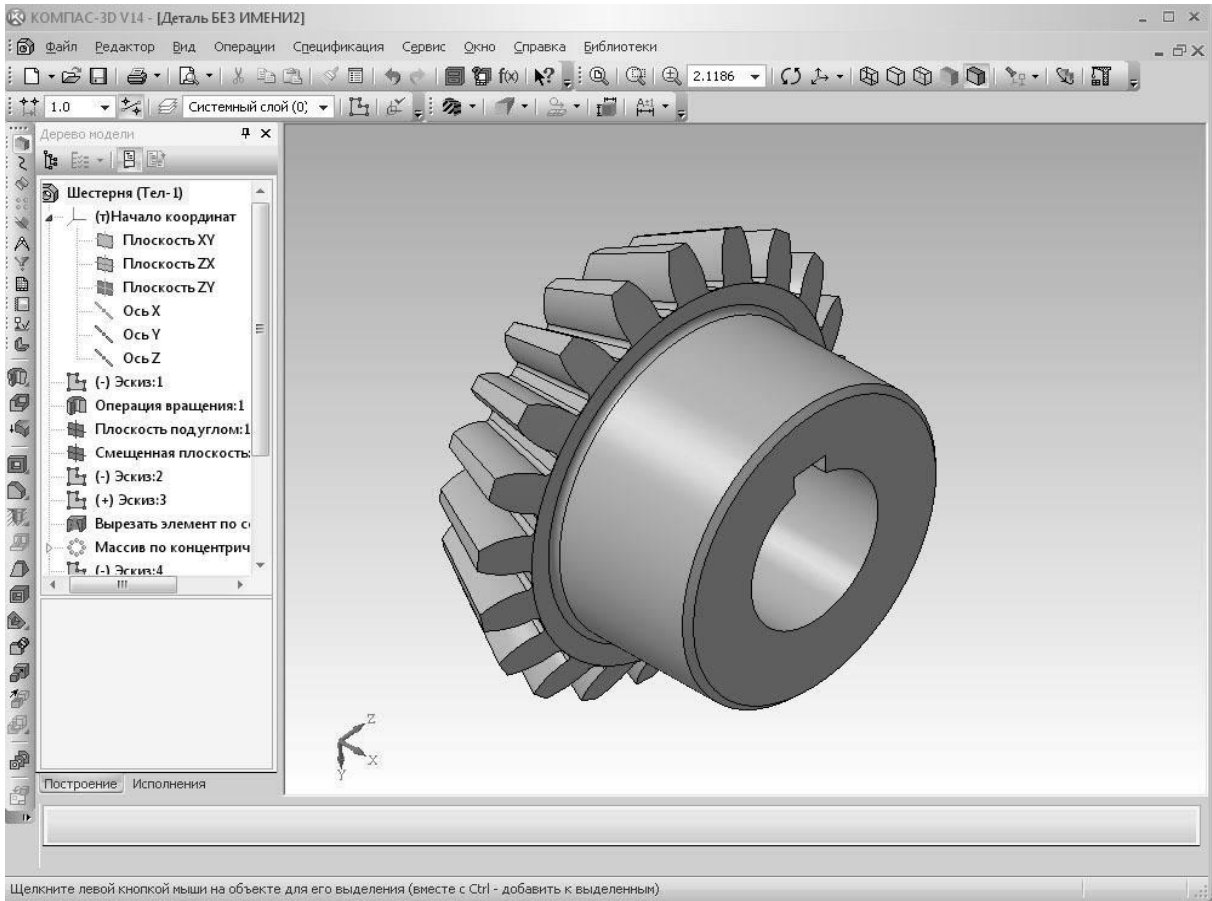 КОМПАС-3D V14 - [Деталь БЕЗ ИМЕНИ2]
Файл Редактор Вид Операции Спецификация Сервис Окно Справка Библиотеки
f(x) 2.1186
1.0 Системный слой (0)
Дерево модели
Шестерня (Тел-1)
(т)Начало координат
Плоскость XY
Плоскость ZX
Плоскость ZY
Ось X
Ось Y
Ось Z
(-) Эскиз:1
Операция вращения:1
Плоскость под углом:1
Смещенная плоскость:
(-) Эскиз:2
(+) Эскиз:3
Вырезать элемент по с
Массив по концентрич
(-) Эскиз:4
Z
X
Y
Построение Исполнения
Щелкните левой кнопкой мыши на объекте для его выделения (вместе с Ctrl - добавить к выделенным)